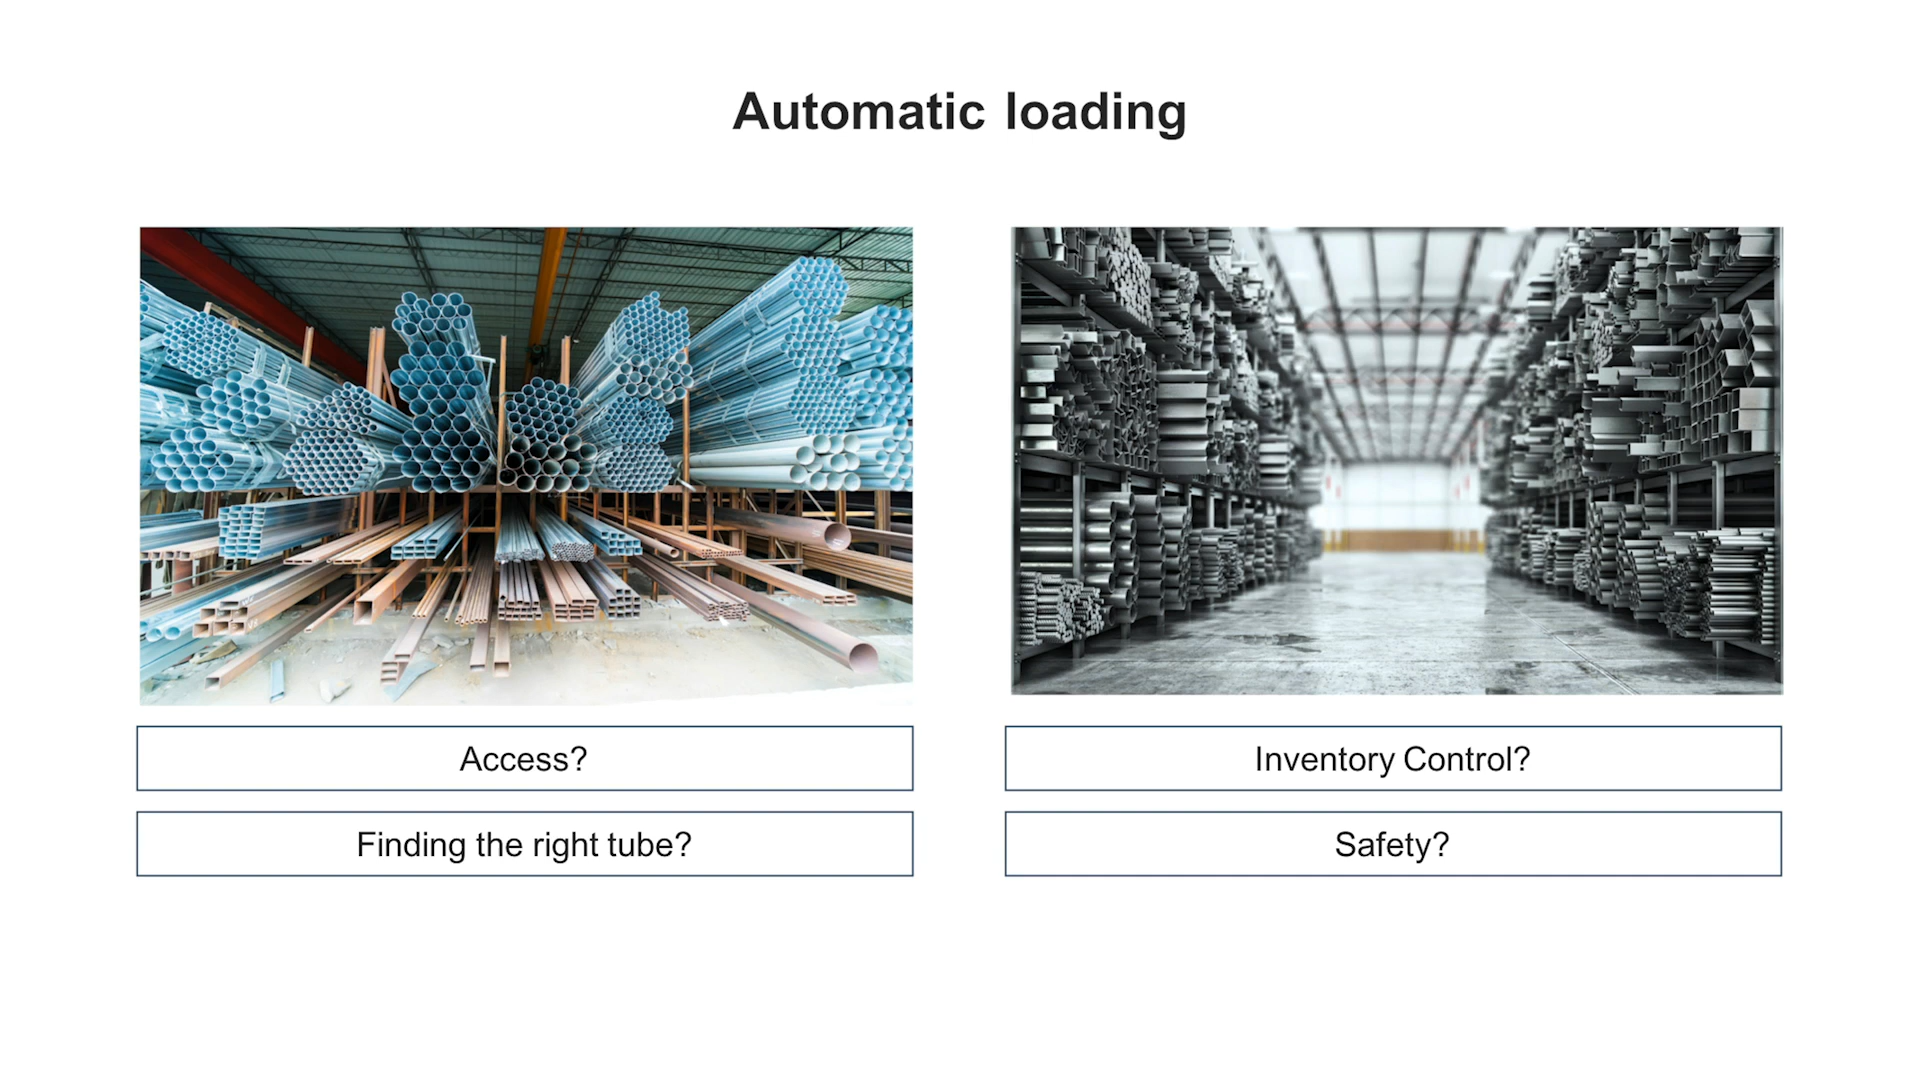 Automatic loading
Access?
Inventory Control?
Finding the right tube?
Safety?